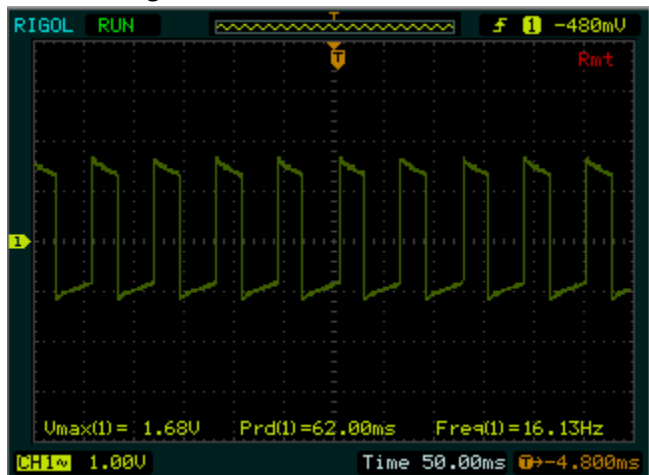 RIGOL RUN T f 1 -480mV
T Rmt
1
Vmax(1)= 1.68V Prd(1)=62.00ms Freq(1)=16.13Hz
CH1~ 1.00V Time 50.00ms T→-4.800ms